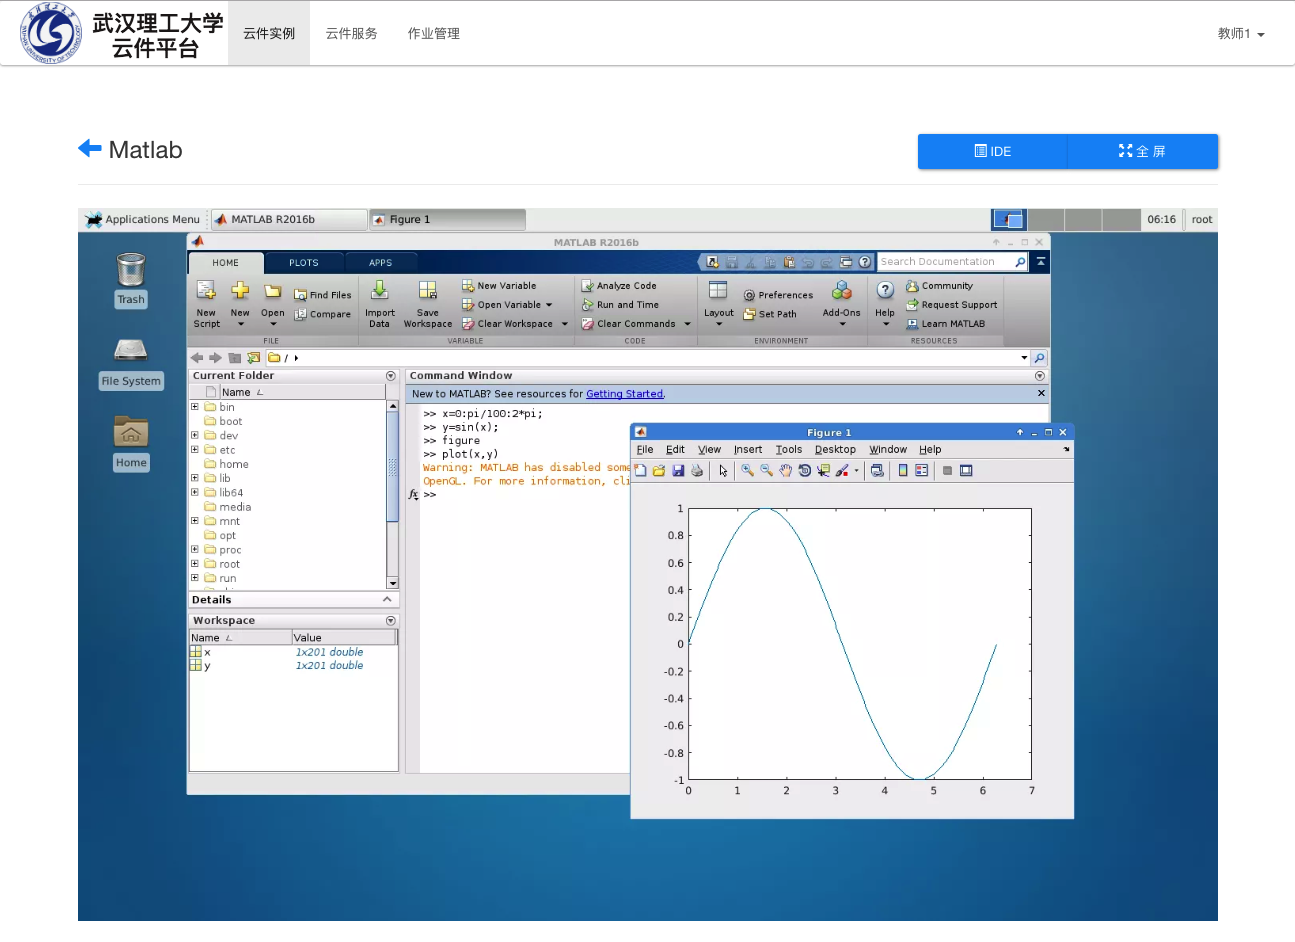 武汉理工大学
云件平台
云件实例
云件服务
作业管理
教师1
Matlab
IDE
全 屏
Applications Menu
MATLAB R2016b
Figure 1
06:16
root
Trash
File System
Home
MATLAB R2016b
HOME
PLOTS
APPS
Search Documentation
New Script
New
Open
Find Files
Compare
Import Data
Save Workspace
New Variable
Open Variable
Clear Workspace
Analyze Code
Run and Time
Clear Commands
Layout
Preferences
Set Path
Add-Ons
Help
Community
Request Support
Learn MATLAB
FILE
VARIABLE
CODE
ENVIRONMENT
RESOURCES
/
Current Folder
Name
bin
boot
dev
etc
home
lib
lib64
media
mnt
opt
proc
root
run
Details
Workspace
Name
Value
x
1x201 double
y
1x201 double
Command Window
New to MATLAB? See resources for Getting Started.
>> x=0:pi/100:2*pi;
>> y=sin(x);
>> figure
>> plot(x,y)
Warning: MATLAB has disabled some
OpenGL. For more information, cli
fx >>
Figure 1
File Edit View Insert Tools Desktop Window Help
1
0.8
0.6
0.4
0.2
0
-0.2
-0.4
-0.6
-0.8
-1
0 1 2 3 4 5 6 7